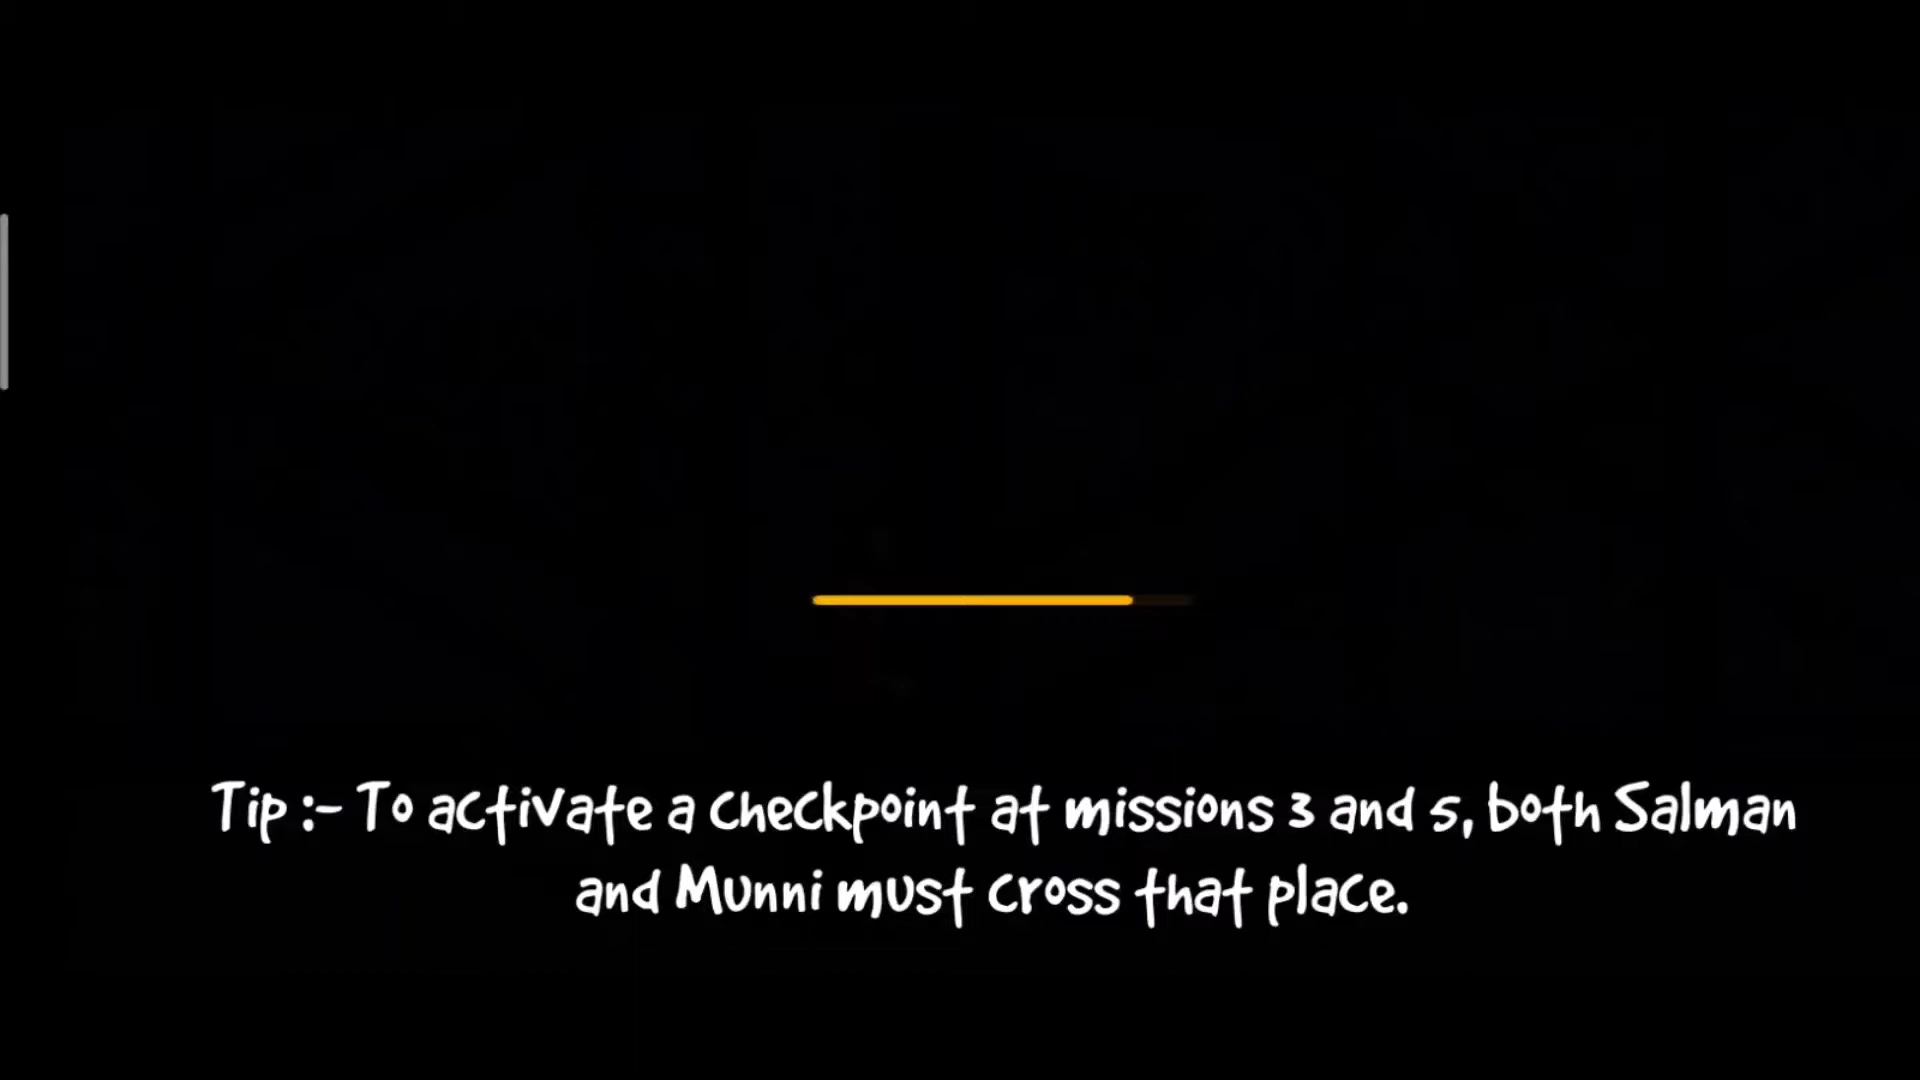 Tip :- To activate a checkpoint at missions 3 and 5, both Salman
and Munni must cross that place.